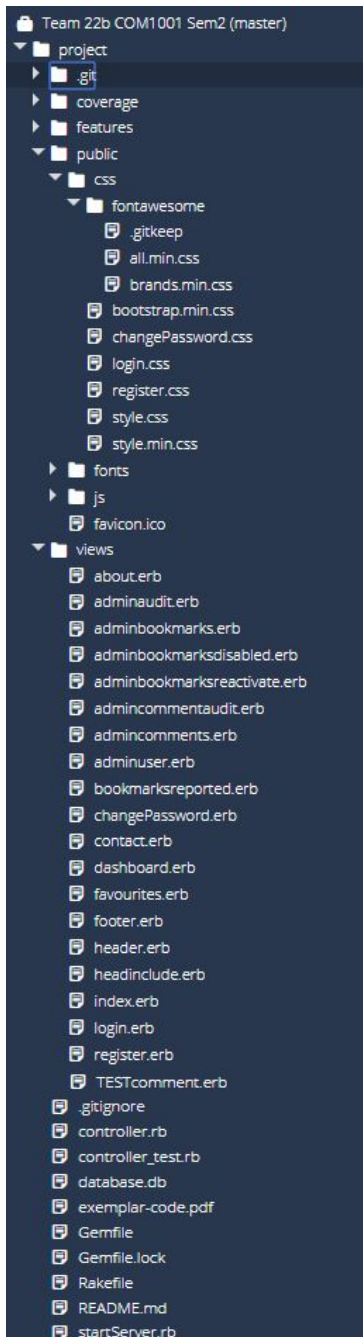 Team 22b COM1001 Sem2 (master)
project
.git
coverage
features
public
css
fontawesome
.gitkeep
all.min.css
brands.min.css
bootstrap.min.css
changePassword.css
login.css
register.css
style.css
style.min.css
fonts
js
favicon.ico
views
about.erb
adminaudit.erb
adminbookmarks.erb
adminbookmarksdisabled.erb
adminbookmarksreactivate.erb
admincommentaudit.erb
admincomments.erb
adminuser.erb
bookmarksreported.erb
changePassword.erb
contact.erb
dashboard.erb
favourites.erb
footer.erb
header.erb
headinclude.erb
index.erb
login.erb
register.erb
TESTcomment.erb
.gitignore
controller.rb
controller_test.rb
database.db
exemplar-code.pdf
Gemfile
Gemfile.lock
Rakefile
README.md
startServer.rb